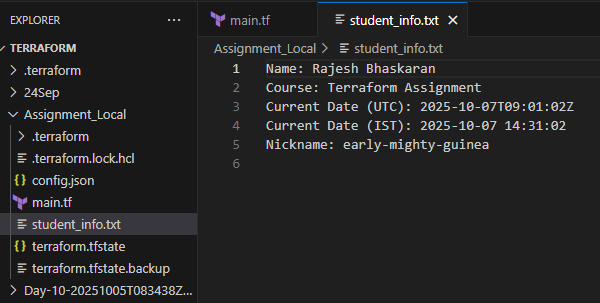 EXPLORER
TERRAFORM
.terraform
24Sep
Assignment_Local
.terraform
.terraform.lock.hcl
{} config.json
main.tf
student_info.txt
{} terraform.tfstate
terraform.tfstate.backup
Day-10-20251005T083438Z...
main.tf
student_info.txt
Assignment_Local > student_info.txt
1 Name: Rajesh Bhaskaran
2 Course: Terraform Assignment
3 Current Date (UTC): 2025-10-07T09:01:02Z
4 Current Date (IST): 2025-10-07 14:31:02
5 Nickname: early-mighty-guinea
6